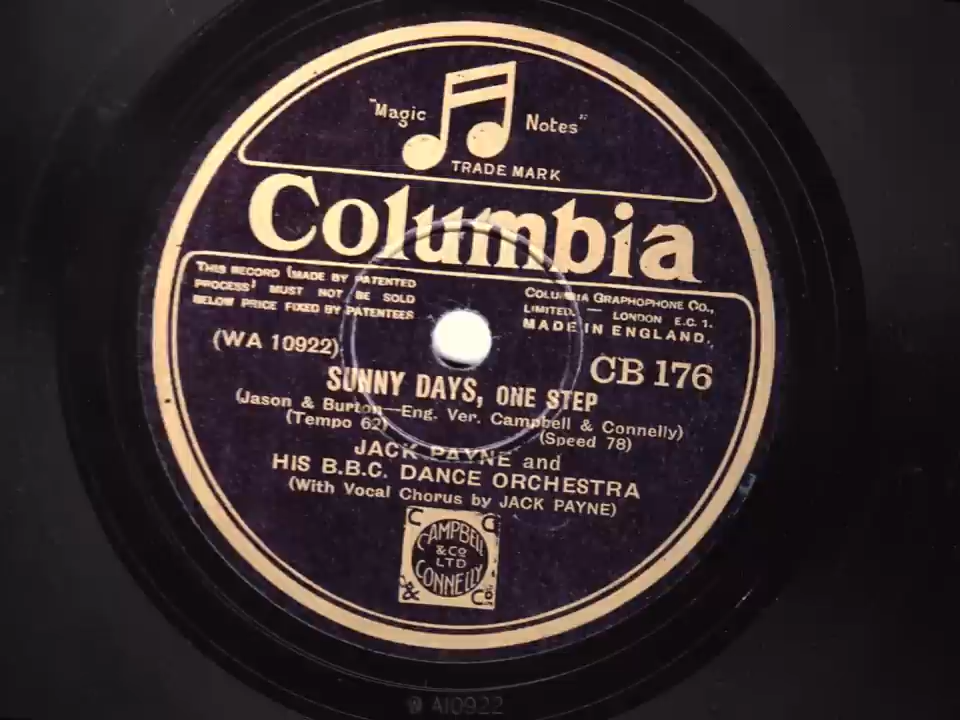 "Magic Notes"
TRADE MARK
Columbia
THIS RECORD (MADE BY PATENTED
PROCESS) MUST NOT BE SOLD
BELOW PRICE FIXED BY PATENTEES
COLUMBIA GRAPHOPHONE CO.,
LIMITED. — LONDON E.C.1.
MADE IN ENGLAND.
(WA 10922)
CB 176
SUNNY DAYS, ONE STEP
(Jason & Burton—Eng. Ver. Campbell & Connelly)
(Tempo 62) (Speed 78)
JACK PAYNE and
HIS B.B.C. DANCE ORCHESTRA
(With Vocal Chorus by JACK PAYNE)
C C
CAMPBELL
& CO
LTD
CONNELLY
& Co
A10922